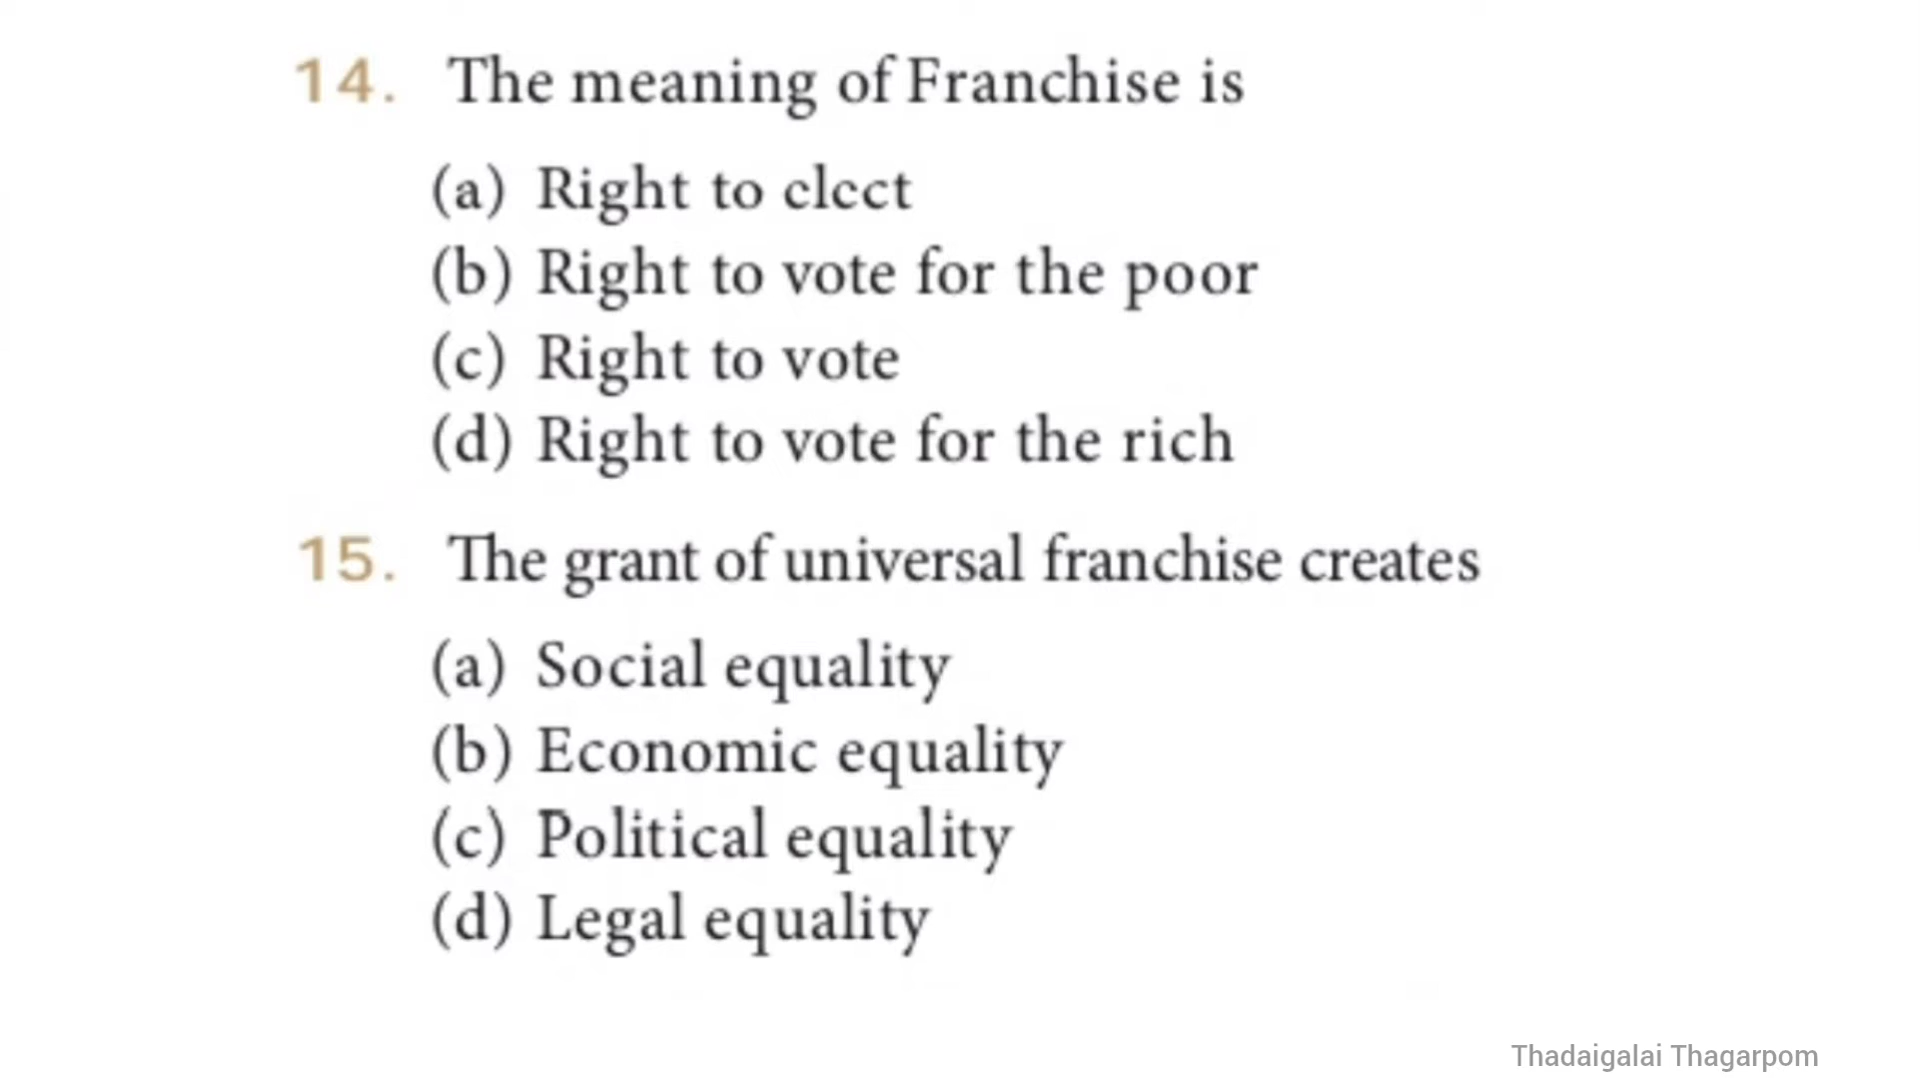 14. The meaning of Franchise is
(a) Right to elect
(b) Right to vote for the poor
(c) Right to vote
(d) Right to vote for the rich
15. The grant of universal franchise creates
(a) Social equality
(b) Economic equality
(c) Political equality
(d) Legal equality
Thadaigalai Thagarpom